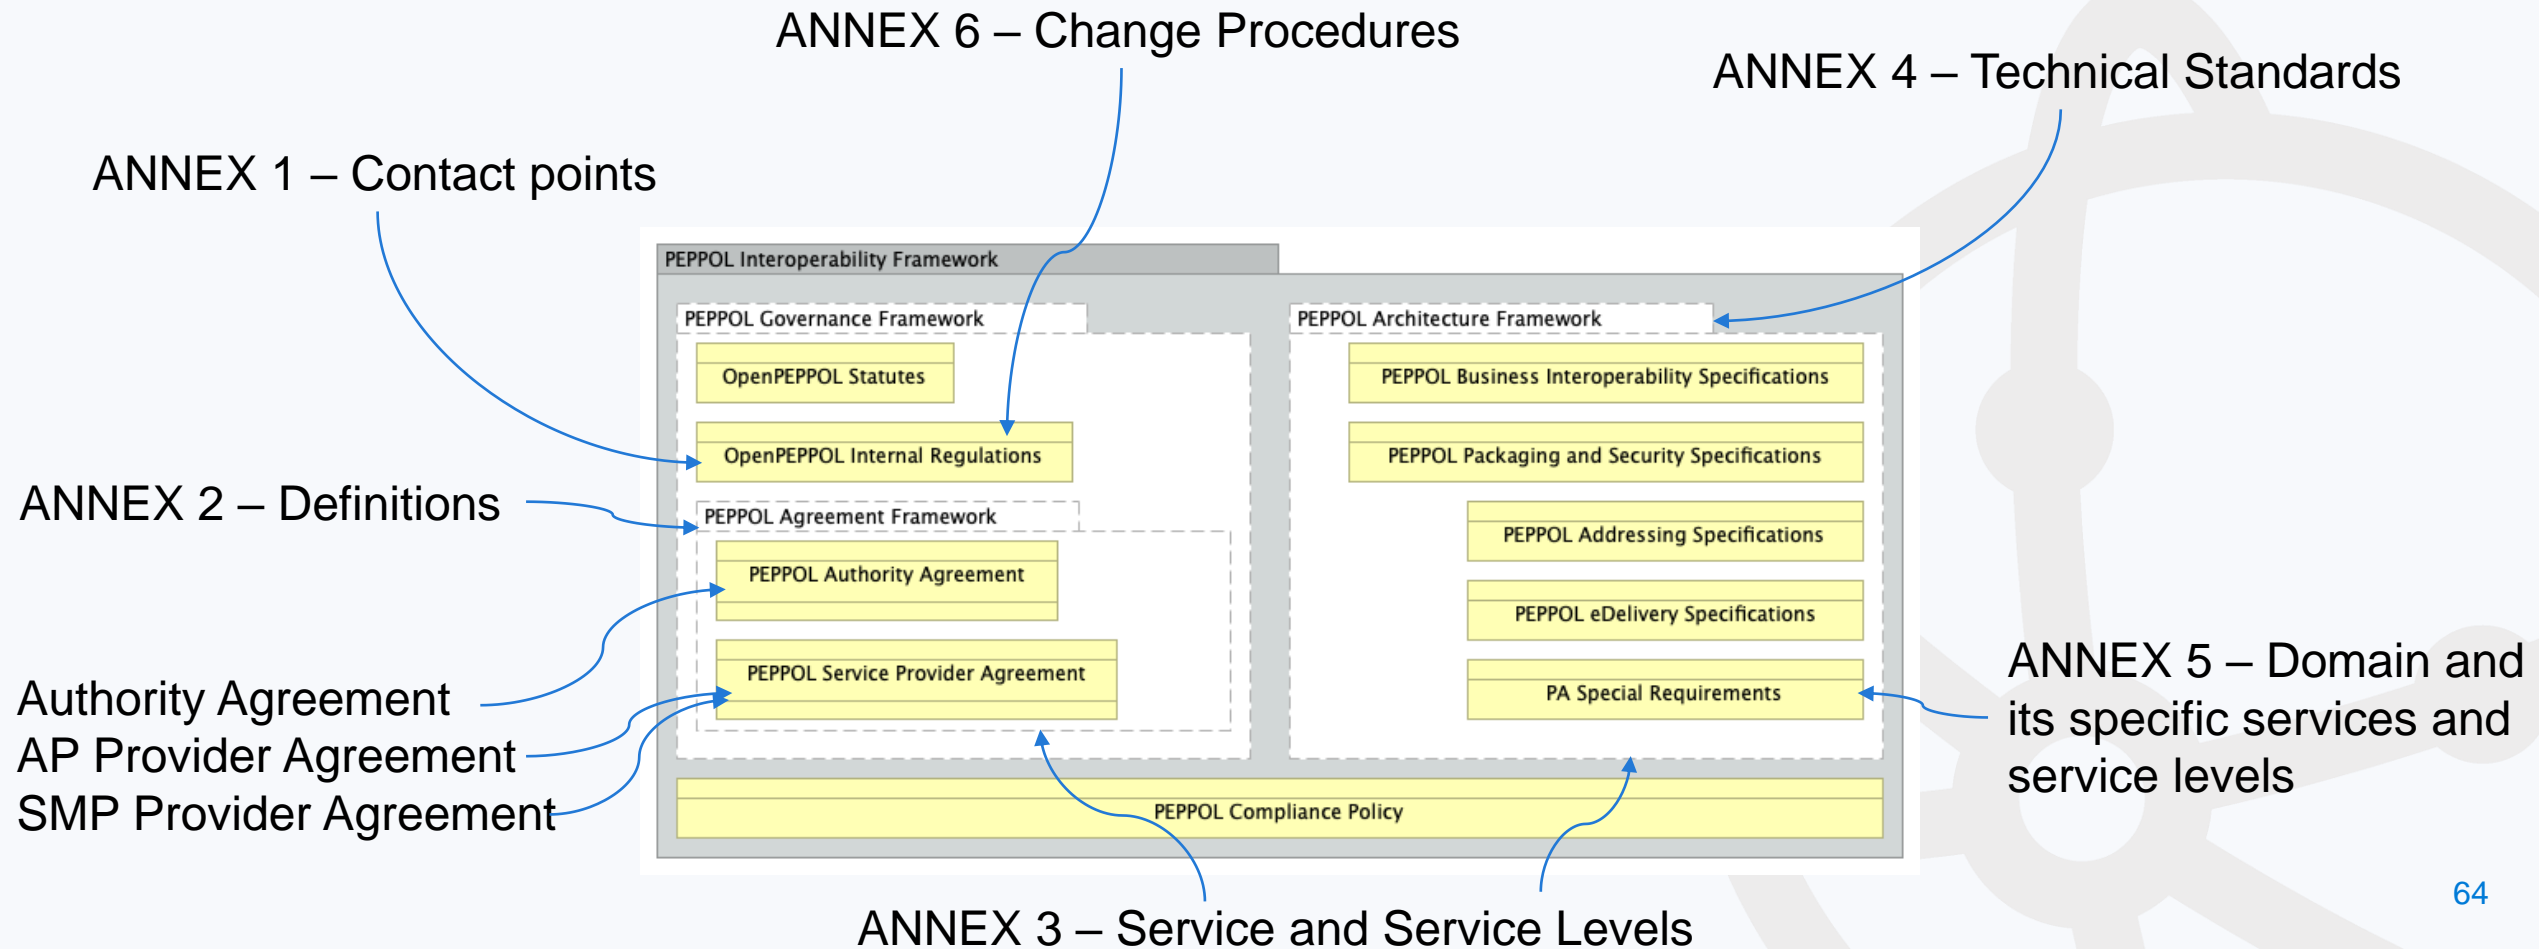 ANNEX 6 – Change Procedures
ANNEX 4 – Technical Standards
ANNEX 1 – Contact points
PEPPOL Interoperability Framework
PEPPOL Governance Framework
OpenPEPPOL Statutes
OpenPEPPOL Internal Regulations
ANNEX 2 – Definitions
PEPPOL Agreement Framework
PEPPOL Authority Agreement
PEPPOL Service Provider Agreement
Authority Agreement
AP Provider Agreement
SMP Provider Agreement
PEPPOL Architecture Framework
PEPPOL Business Interoperability Specifications
PEPPOL Packaging and Security Specifications
PEPPOL Addressing Specifications
PEPPOL eDelivery Specifications
PA Special Requirements
ANNEX 5 – Domain and
its specific services and
service levels
PEPPOL Compliance Policy
ANNEX 3 – Service and Service Levels
64